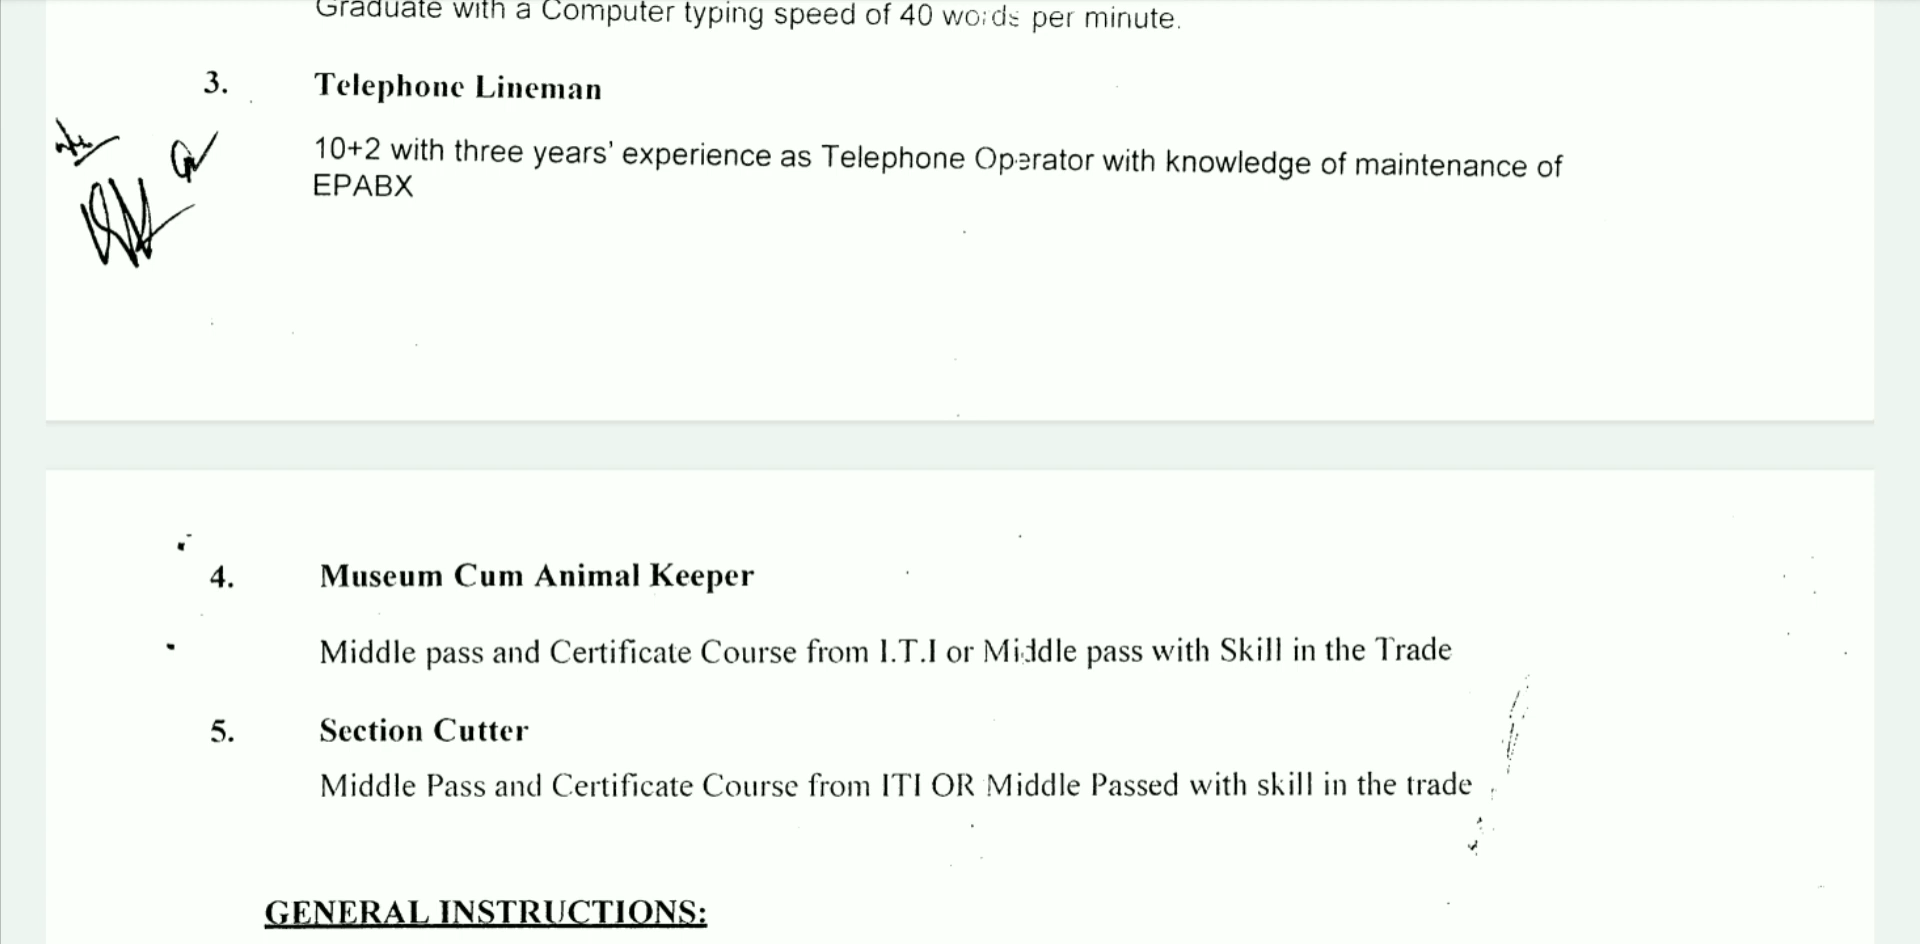 Graduate with a Computer typing speed of 40 words per minute.
3. Telephone Lineman
10+2 with three years' experience as Telephone Operator with knowledge of maintenance of
EPABX
4. Museum Cum Animal Keeper
Middle pass and Certificate Course from I.T.I or Middle pass with Skill in the Trade
5. Section Cutter
Middle Pass and Certificate Course from ITI OR Middle Passed with skill in the trade
GENERAL INSTRUCTIONS: